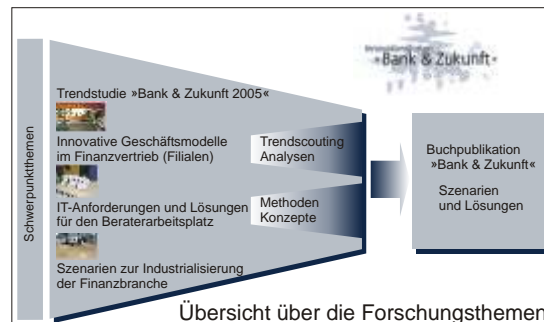 »Bank & Zukunft«
Schwerpunktthemen
Trendstudie »Bank & Zukunft 2005«
Innovative Geschäftsmodelle
im Finanzvertrieb (Filialen)
IT-Anforderungen und Lösungen
für den Beraterarbeitsplatz
Szenarien zur Industrialisierung
der Finanzbranche
Trendscouting
Analysen
Methoden
Konzepte
Buchpublikation
»Bank & Zukunft«
Szenarien
und Lösungen
Übersicht über die Forschungsthemen